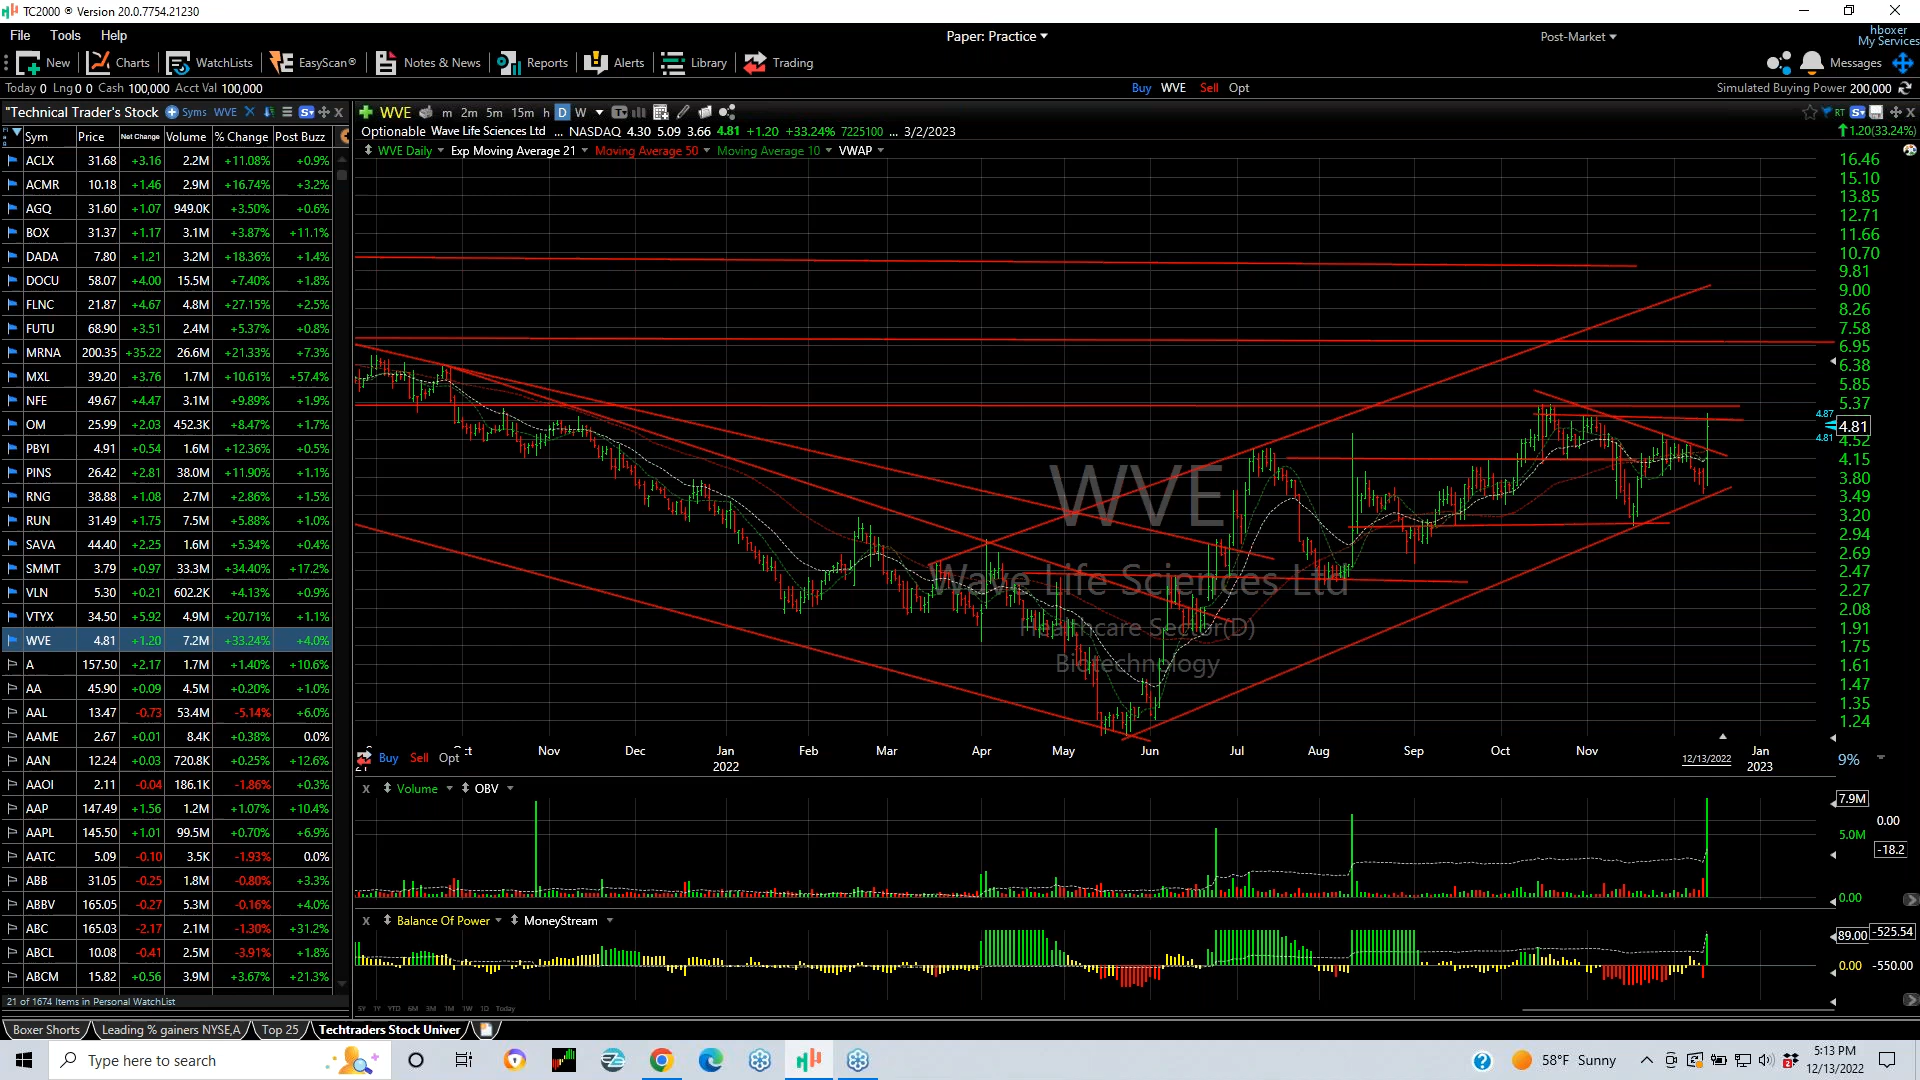 TC2000 ® Version 20.0.7754.21230
File Tools Help
Paper: Practice
Post-Market
hboxer
My Services
New Charts WatchLists EasyScan® Notes & News Reports Alerts Library Trading
Messages
Today 0 Lng 0 0 Cash 100,000 Acct Val 100,000
Buy WVE Sell Opt
Simulated Buying Power 200,000
"Technical Trader's Stock Syms WVE
WVE m 2m 5m 15m h D W
RT
Optionable Wave Life Sciences Ltd ... NASDAQ 4.30 5.09 3.66 4.81 +1.20 +33.24% 7225100 ... 3/2/2023
1.20(33.24%)
WVE Daily Exp Moving Average 21 Moving Average 50 Moving Average 10 VWAP
Sym Price Net Change Volume % Change Post Buzz
ACLX 31.68 +3.16 2.2M +11.08% +0.9%
ACMR 10.18 +1.46 2.9M +16.74% +3.2%
AGQ 31.60 +1.07 949.0K +3.50% +0.6%
BOX 31.37 +1.17 3.1M +3.87% +11.1%
DADA 7.80 +1.21 3.2M +18.36% +1.4%
DOCU 58.07 +4.00 15.5M +7.40% +1.8%
FLNC 21.87 +4.67 4.8M +27.15% +2.5%
FUTU 68.90 +3.51 2.4M +5.37% +0.8%
MRNA 200.35 +35.22 26.6M +21.33% +7.3%
MXL 39.20 +3.76 1.7M +10.61% +57.4%
NFE 49.67 +4.47 3.1M +9.89% +1.9%
OM 25.99 +2.03 452.3K +8.47% +1.7%
PBYI 4.91 +0.54 1.6M +12.36% +0.5%
PINS 26.42 +2.81 38.0M +11.90% +1.1%
RNG 38.88 +1.08 2.7M +2.86% +1.5%
RUN 31.49 +1.75 7.5M +5.88% +1.0%
SAVA 44.40 +2.25 1.6M +5.34% +0.4%
SMMT 3.79 +0.97 33.3M +34.40% +17.2%
VLN 5.30 +0.21 602.2K +4.13% +0.9%
VTYX 34.50 +5.92 4.9M +20.71% +1.1%
WVE 4.81 +1.20 7.2M +33.24% +4.0%
A 157.50 +2.17 1.7M +1.40% +10.6%
AA 45.90 +0.09 4.5M +0.20% +1.0%
AAL 13.47 -0.73 53.4M -5.14% +6.0%
AAME 2.67 +0.01 8.4K +0.38% 0.0%
AAN 12.24 +0.03 720.8K +0.25% +12.6%
AAOI 2.11 -0.04 186.1K -1.86% +0.3%
AAP 147.49 +1.56 1.2M +1.07% +10.4%
AAPL 145.50 +1.01 99.5M +0.70% +6.9%
AATC 5.09 -0.10 3.5K -1.93% 0.0%
ABB 31.05 -0.25 1.8M -0.80% +3.3%
ABBV 165.05 -0.27 5.3M -0.16% +4.0%
ABC 165.03 -2.17 2.1M -1.30% +31.2%
ABCL 10.08 -0.41 2.5M -3.91% +1.8%
ABCM 15.82 +0.56 3.9M +3.67% +21.3%
21 of 1674 Items in Personal WatchList
WVE
Wave Life Sciences Ltd
Healthcare Sector(D)
Biotechnology
16.46
15.10
13.85
12.71
11.66
10.70
9.81
9.00
8.26
7.58
6.95
6.38
5.85
5.37
4.87
4.81
4.81
4.52
4.15
3.80
3.49
3.20
2.94
2.69
2.47
2.27
2.08
1.91
1.75
1.61
1.47
1.35
1.24
Nov Dec Jan Feb Mar Apr May Jun Jul Aug Sep Oct Nov Jan
2022 12/13/2022 2023
Buy Sell Opt
9%
x Volume OBV
7.9M
0.00
5.0M
-18.2
0.00
x Balance Of Power MoneyStream
89.00 -525.54
0.00 -550.00
5Y 1Y YTD 6M 3M 1M 1W 1D Today
Boxer Shorts Leading % gainers NYSE,A Top 25 Techtraders Stock Univer
Type here to search
58°F Sunny
5:13 PM
12/13/2022